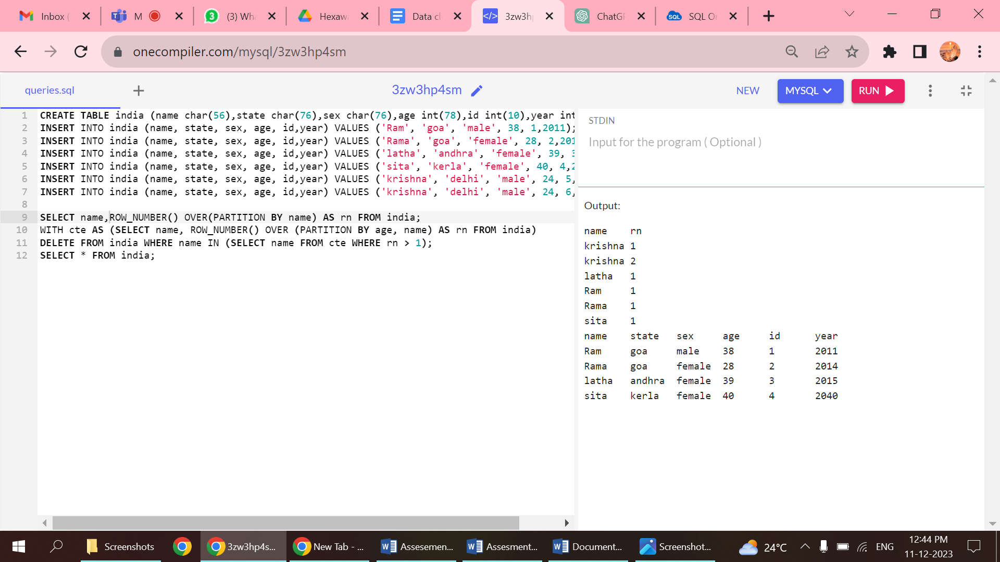 Inbox (
M
(3) Wha
Hexaw
Data cl
3zw3hp
ChatGP
SQL On
onecompiler.com/mysql/3zw3hp4sm
queries.sql
3zw3hp4sm
NEW
MYSQL
RUN
1 CREATE TABLE india (name char(56),state char(76),sex char(76),age int(78),id int(10),year int
2 INSERT INTO india (name, state, sex, age, id,year) VALUES ('Ram', 'goa', 'male', 38, 1,2011);
3 INSERT INTO india (name, state, sex, age, id,year) VALUES ('Rama', 'goa', 'female', 28, 2,201
4 INSERT INTO india (name, state, sex, age, id,year) VALUES ('latha', 'andhra', 'female', 39, 3
5 INSERT INTO india (name, state, sex, age, id,year) VALUES ('sita', 'kerla', 'female', 40, 4,2
6 INSERT INTO india (name, state, sex, age, id,year) VALUES ('krishna', 'delhi', 'male', 24, 5,
7 INSERT INTO india (name, state, sex, age, id,year) VALUES ('krishna', 'delhi', 'male', 24, 6,
8
9 SELECT name,ROW_NUMBER() OVER(PARTITION BY name) AS rn FROM india;
10 WITH cte AS (SELECT name, ROW_NUMBER() OVER (PARTITION BY age, name) AS rn FROM india)
11 DELETE FROM india WHERE name IN (SELECT name FROM cte WHERE rn > 1);
12 SELECT * FROM india;
STDIN
Input for the program ( Optional )
Output:
name rn
krishna 1
krishna 2
latha 1
Ram 1
Rama 1
sita 1
name state sex age id year
Ram goa male 38 1 2011
Rama goa female 28 2 2014
latha andhra female 39 3 2015
sita kerla female 40 4 2040
Screenshots
3zw3hp4s...
New Tab - ...
Assesemen...
Assesment...
Document...
Screenshot...
24°C
ENG
12:44 PM
11-12-2023